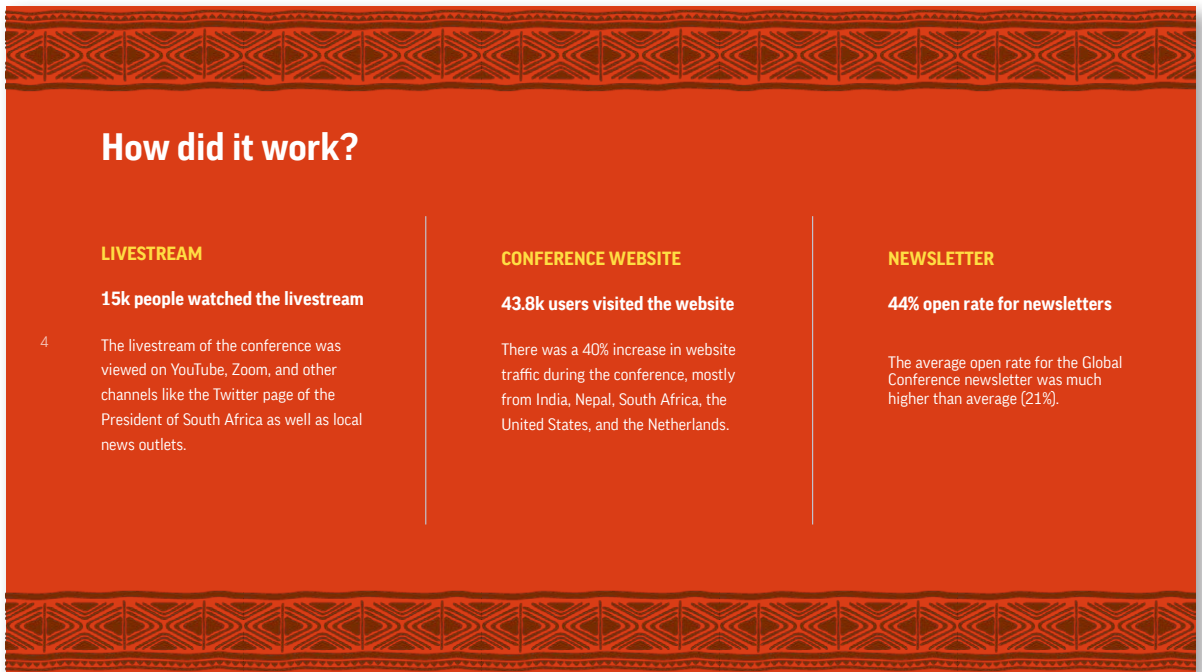 How did it work?
LIVESTREAM
15k people watched the livestream
The livestream of the conference was
viewed on YouTube, Zoom, and other
channels like the Twitter page of the
President of South Africa as well as local
news outlets.
CONFERENCE WEBSITE
43.8k users visited the website
There was a 40% increase in website
traffic during the conference, mostly
from India, Nepal, South Africa, the
United States, and the Netherlands.
NEWSLETTER
44% open rate for newsletters
The average open rate for the Global
Conference newsletter was much
higher than average (21%).
4